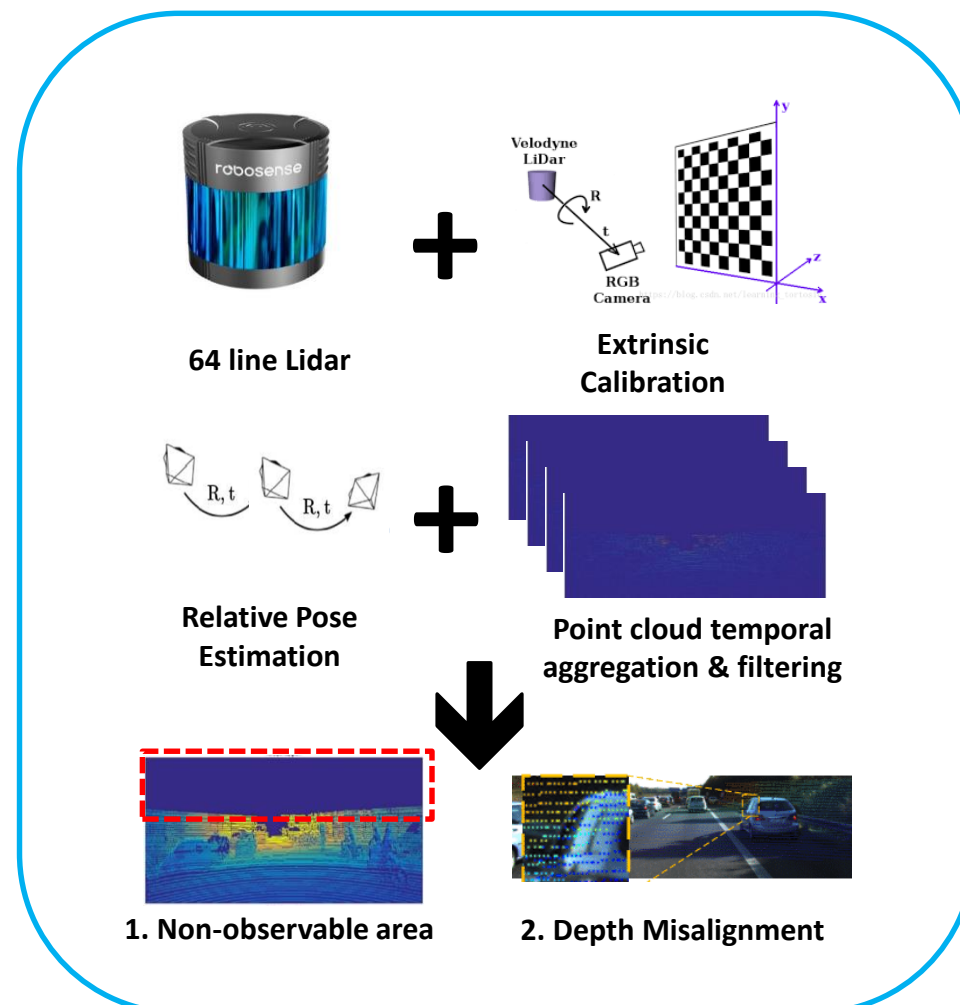 robosense
64 line Lidar
Velodyne
LiDar
R
t
RGB
Camera
y
z
x
Extrinsic
Calibration
R, t
R, t
Relative Pose
Estimation
Point cloud temporal
aggregation & filtering
1. Non-observable area
2. Depth Misalignment